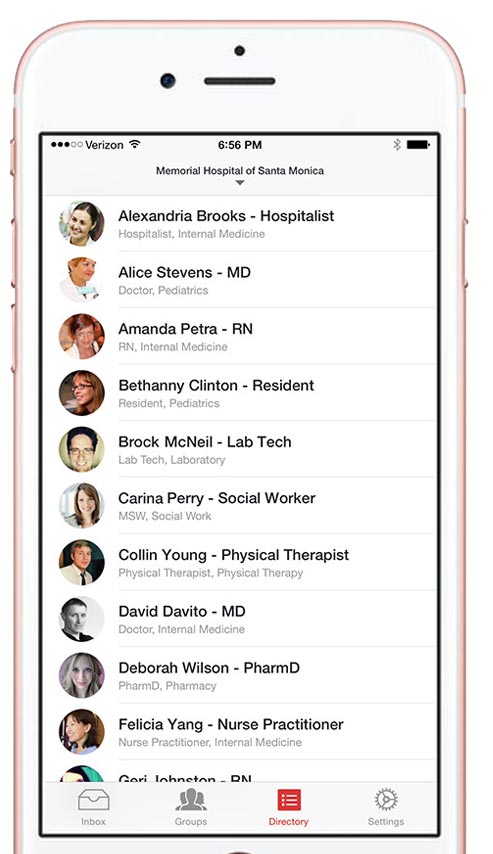 Verizon 6:56 PM
Memorial Hospital of Santa Monica
Alexandria Brooks - Hospitalist
Hospitalist, Internal Medicine
Alice Stevens - MD
Doctor, Pediatrics
Amanda Petra - RN
RN, Internal Medicine
Bethanny Clinton - Resident
Resident, Pediatrics
Brock McNeil - Lab Tech
Lab Tech, Laboratory
Carina Perry - Social Worker
MSW, Social Work
Collin Young - Physical Therapist
Physical Therapist, Physical Therapy
David Davito - MD
Doctor, Internal Medicine
Deborah Wilson - PharmD
PharmD, Pharmacy
Felicia Yang - Nurse Practitioner
Nurse Practitioner, Internal Medicine
Geri Johnston - RN
Inbox Groups Directory Settings